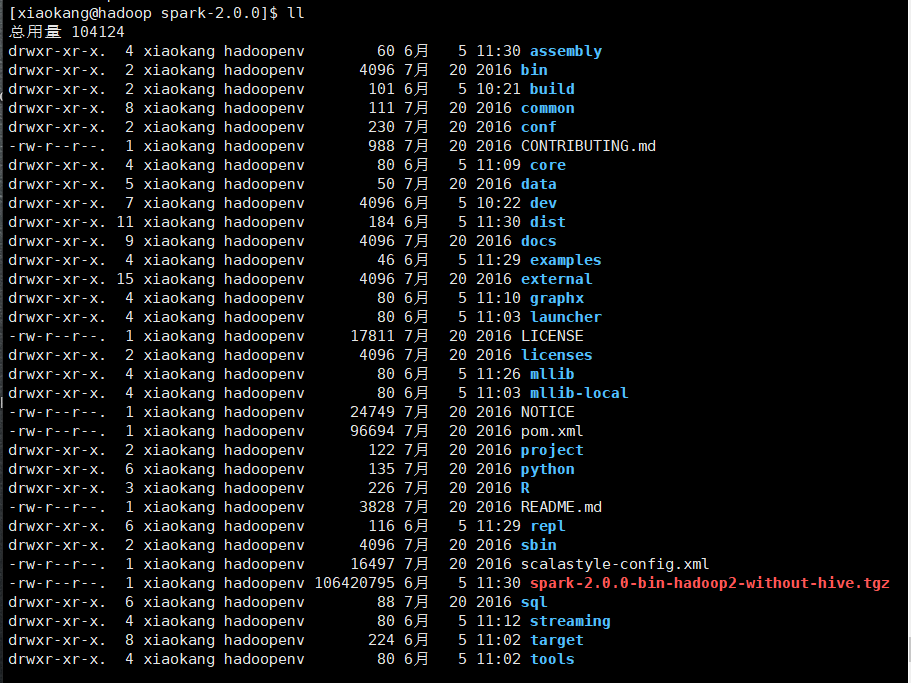 [xiaokang@hadoop spark-2.0.0]$ ll
总用量 104124
drwxr-xr-x.  4 xiaokang hadoopenv        60 6月   5 11:30 assembly
drwxr-xr-x.  2 xiaokang hadoopenv      4096 7月  20 2016 bin
drwxr-xr-x.  2 xiaokang hadoopenv       101 6月   5 10:21 build
drwxr-xr-x.  8 xiaokang hadoopenv       111 7月  20 2016 common
drwxr-xr-x.  2 xiaokang hadoopenv       230 7月  20 2016 conf
-rw-r--r--.  1 xiaokang hadoopenv       988 7月  20 2016 CONTRIBUTING.md
drwxr-xr-x.  4 xiaokang hadoopenv        80 6月   5 11:09 core
drwxr-xr-x.  5 xiaokang hadoopenv        50 7月  20 2016 data
drwxr-xr-x.  7 xiaokang hadoopenv      4096 6月   5 10:22 dev
drwxr-xr-x. 11 xiaokang hadoopenv       184 6月   5 11:30 dist
drwxr-xr-x.  9 xiaokang hadoopenv      4096 7月  20 2016 docs
drwxr-xr-x.  4 xiaokang hadoopenv        46 6月   5 11:29 examples
drwxr-xr-x. 15 xiaokang hadoopenv      4096 7月  20 2016 external
drwxr-xr-x.  4 xiaokang hadoopenv        80 6月   5 11:10 graphx
drwxr-xr-x.  4 xiaokang hadoopenv        80 6月   5 11:03 launcher
-rw-r--r--.  1 xiaokang hadoopenv     17811 7月  20 2016 LICENSE
drwxr-xr-x.  2 xiaokang hadoopenv      4096 7月  20 2016 licenses
drwxr-xr-x.  4 xiaokang hadoopenv        80 6月   5 11:26 mllib
drwxr-xr-x.  4 xiaokang hadoopenv        80 6月   5 11:03 mllib-local
-rw-r--r--.  1 xiaokang hadoopenv     24749 7月  20 2016 NOTICE
-rw-r--r--.  1 xiaokang hadoopenv     96694 7月  20 2016 pom.xml
drwxr-xr-x.  2 xiaokang hadoopenv       122 7月  20 2016 project
drwxr-xr-x.  6 xiaokang hadoopenv       135 7月  20 2016 python
drwxr-xr-x.  3 xiaokang hadoopenv       226 7月  20 2016 R
-rw-r--r--.  1 xiaokang hadoopenv      3828 7月  20 2016 README.md
drwxr-xr-x.  6 xiaokang hadoopenv       116 6月   5 11:29 repl
drwxr-xr-x.  2 xiaokang hadoopenv      4096 7月  20 2016 sbin
-rw-r--r--.  1 xiaokang hadoopenv     16497 7月  20 2016 scalastyle-config.xml
-rw-r--r--.  1 xiaokang hadoopenv 106420795 6月   5 11:30 spark-2.0.0-bin-hadoop2-without-hive.tgz
drwxr-xr-x.  6 xiaokang hadoopenv        88 7月  20 2016 sql
drwxr-xr-x.  4 xiaokang hadoopenv        80 6月   5 11:12 streaming
drwxr-xr-x.  8 xiaokang hadoopenv       224 6月   5 11:02 target
drwxr-xr-x.  4 xiaokang hadoopenv        80 6月   5 11:02 tools